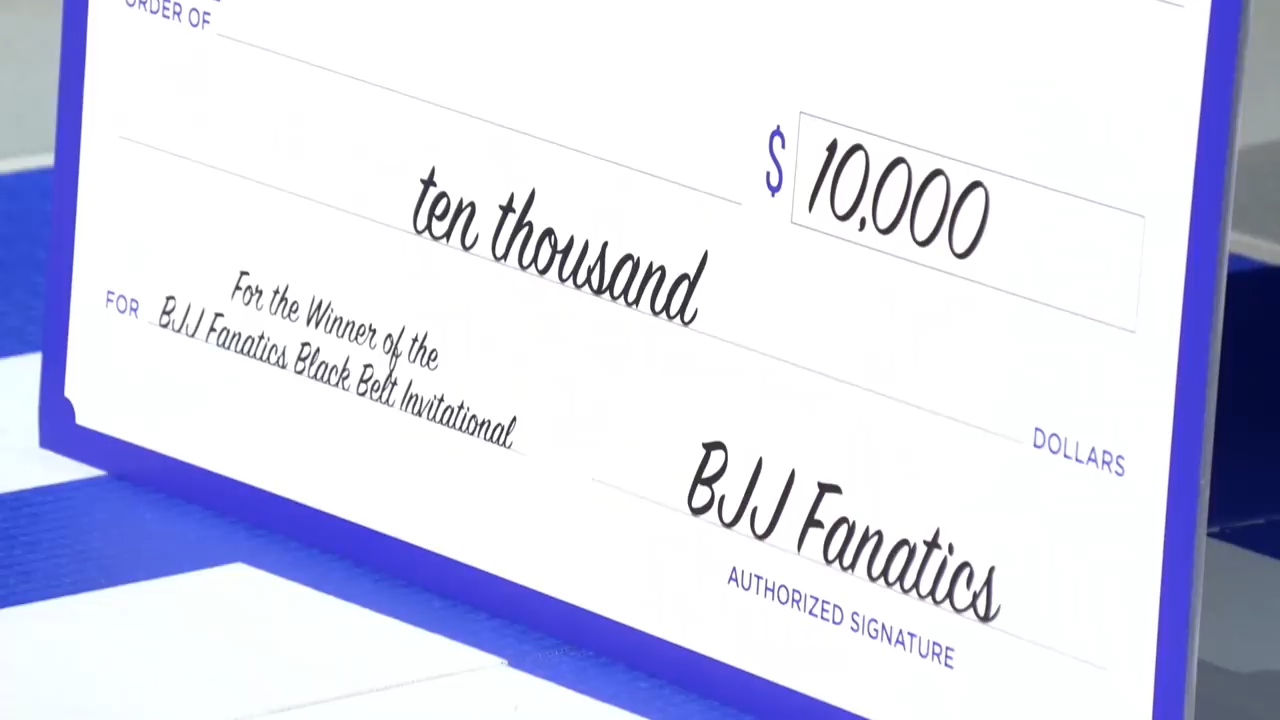 ORDER OF
$ 10,000
ten thousand
DOLLARS
For the Winner of the
FOR BJJ Fanatics Black Belt Invitational
BJJ Fanatics
AUTHORIZED SIGNATURE